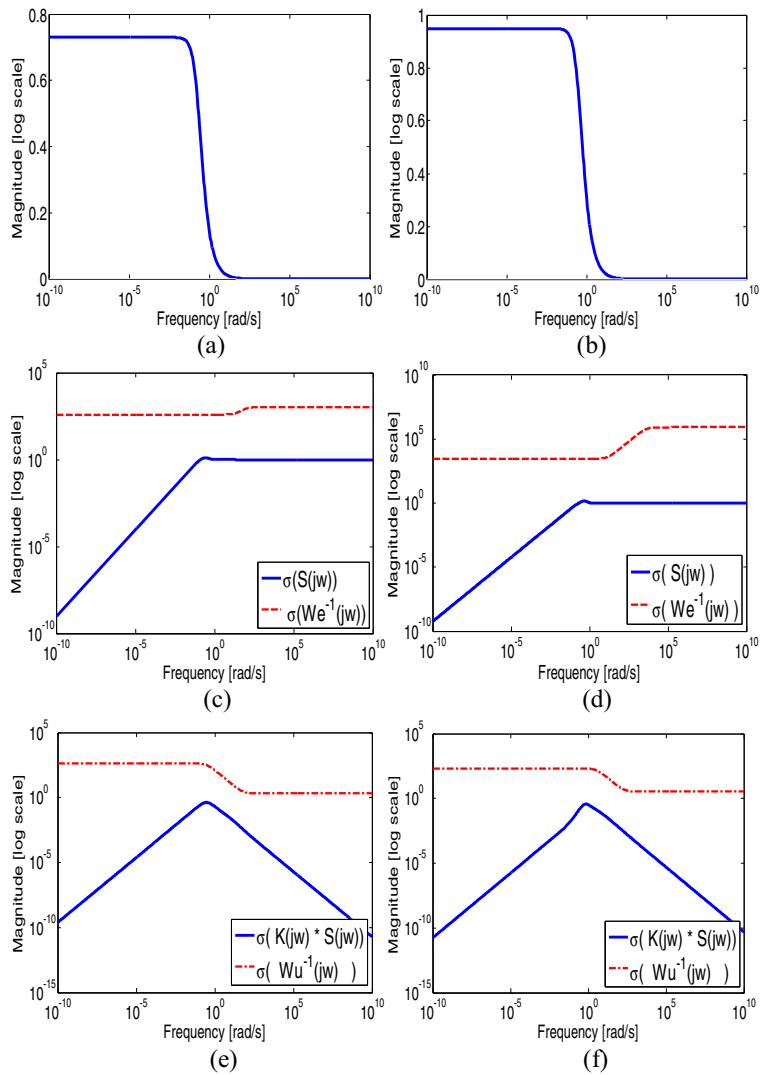 0.8
0.6
0.4
0.2
0
Magnitude [log scale]
10^-10 10^-5 10^0 10^5 10^10
Frequency [rad/s]
(a)
1
0.8
0.6
0.4
0.2
0
Magnitude [log scale]
10^-10 10^-5 10^0 10^5 10^10
Frequency [rad/s]
(b)
10^5
10^0
10^-5
10^-10
Magnitude [log scale]
σ(S(jw))
σ(We^-1(jw))
10^-10 10^-5 10^0 10^5 10^10
Frequency [rad/s]
(c)
10^10
10^5
10^0
10^-5
10^-10
Magnitude [log scale]
σ( S(jw) )
σ( We^-1(jw) )
10^-10 10^-5 10^0 10^5 10^10
Frequency [rad/s]
(d)
10^5
10^0
10^-5
10^-10
10^-15
Magnitude [log scale]
σ( K(jw) * S(jw))
σ( Wu^-1(jw) )
10^-10 10^-5 10^0 10^5 10^10
Frequency [rad/s]
(e)
10^5
10^0
10^-5
10^-10
10^-15
Magnitude [log scale]
σ( K(jw) * S(jw))
σ( Wu^-1(jw) )
10^-10 10^-5 10^0 10^5 10^10
Frequency [rad/s]
(f)